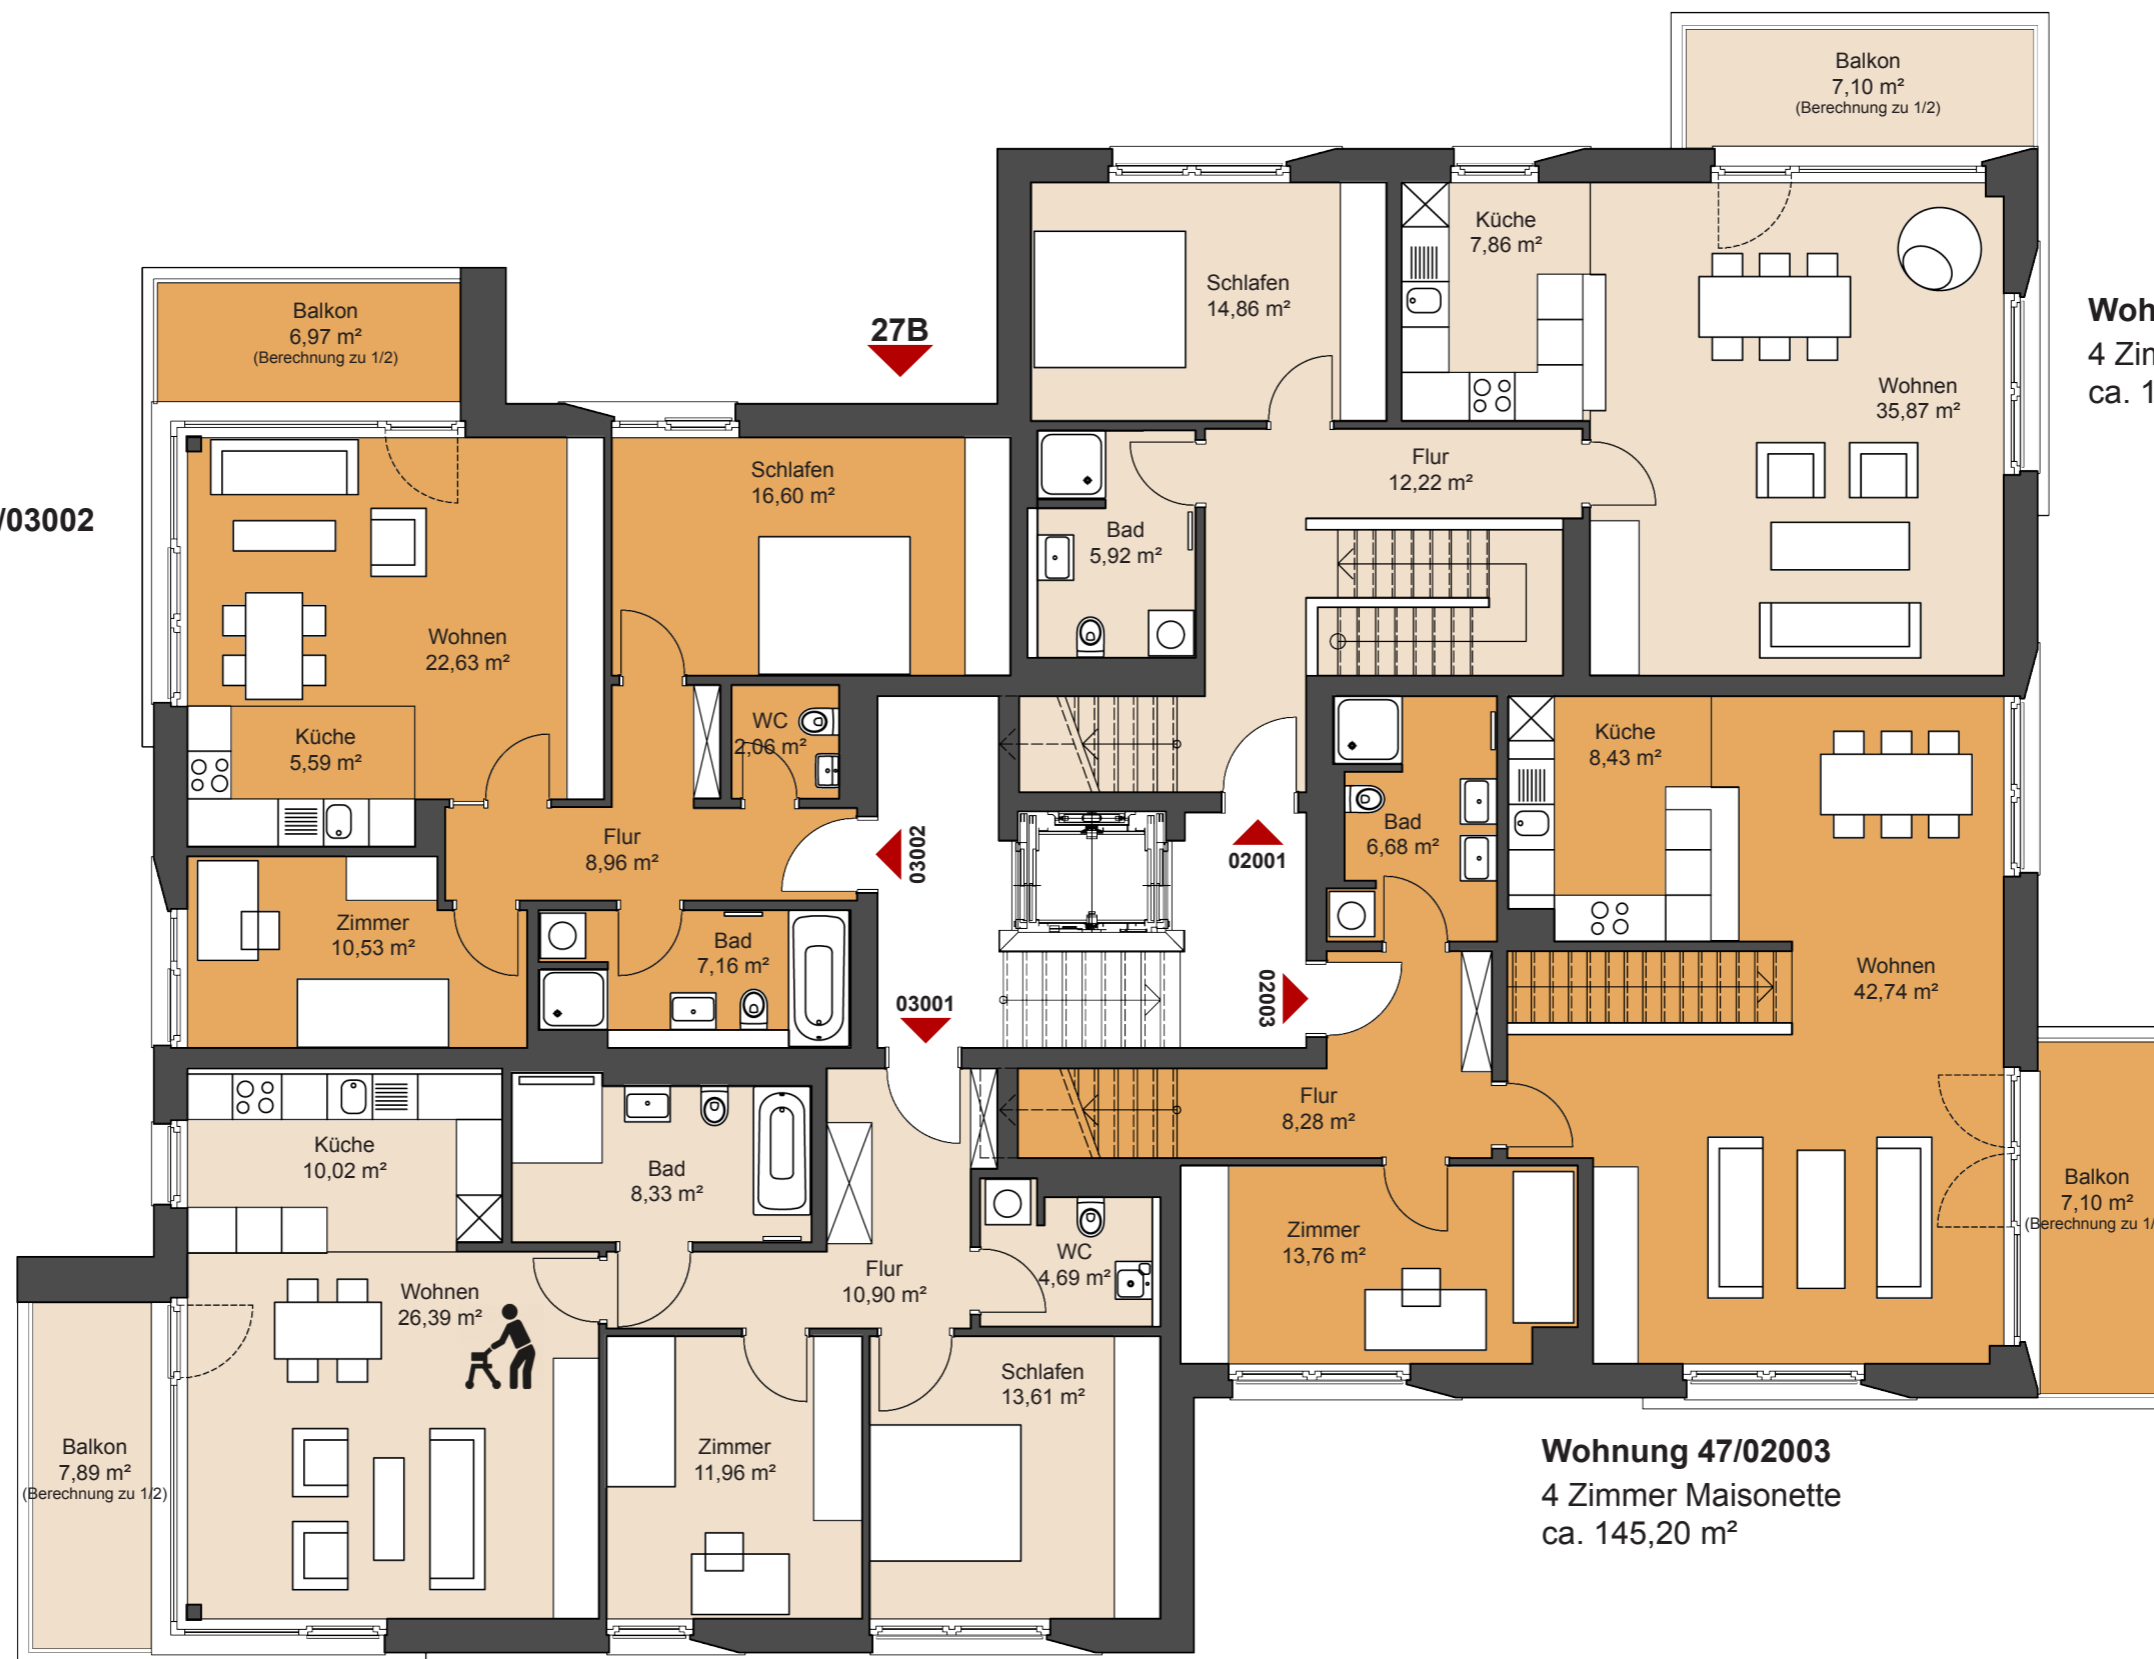 Balkon
7,10 m²
(Berechnung zu 1/2)
Küche
7,86 m²
Schlafen
14,86 m²
Wohnen
35,87 m²
4 Zim
ca. 1
Balkon
6,97 m²
(Berechnung zu 1/2)
27B
Flur
12,22 m²
Bad
5,92 m²
/03002
Schlafen
16,60 m²
Wohnen
22,63 m²
Küche
5,59 m²
WC
2,06 m²
Flur
8,96 m²
03002
02001
Zimmer
10,53 m²
Bad
7,16 m²
03001
02003
Bad
6,68 m²
Küche
8,43 m²
Wohnen
42,74 m²
Flur
8,28 m²
Zimmer
13,76 m²
Balkon
7,10 m²
(Berechnung zu 1/
Küche
10,02 m²
Bad
8,33 m²
Wohnen
26,39 m²
Flur
10,90 m²
WC
4,69 m²
Schlafen
13,61 m²
Zimmer
11,96 m²
Balkon
7,89 m²
(Berechnung zu 1/2)
Wohnung 47/02003
4 Zimmer Maisonette
ca. 145,20 m²